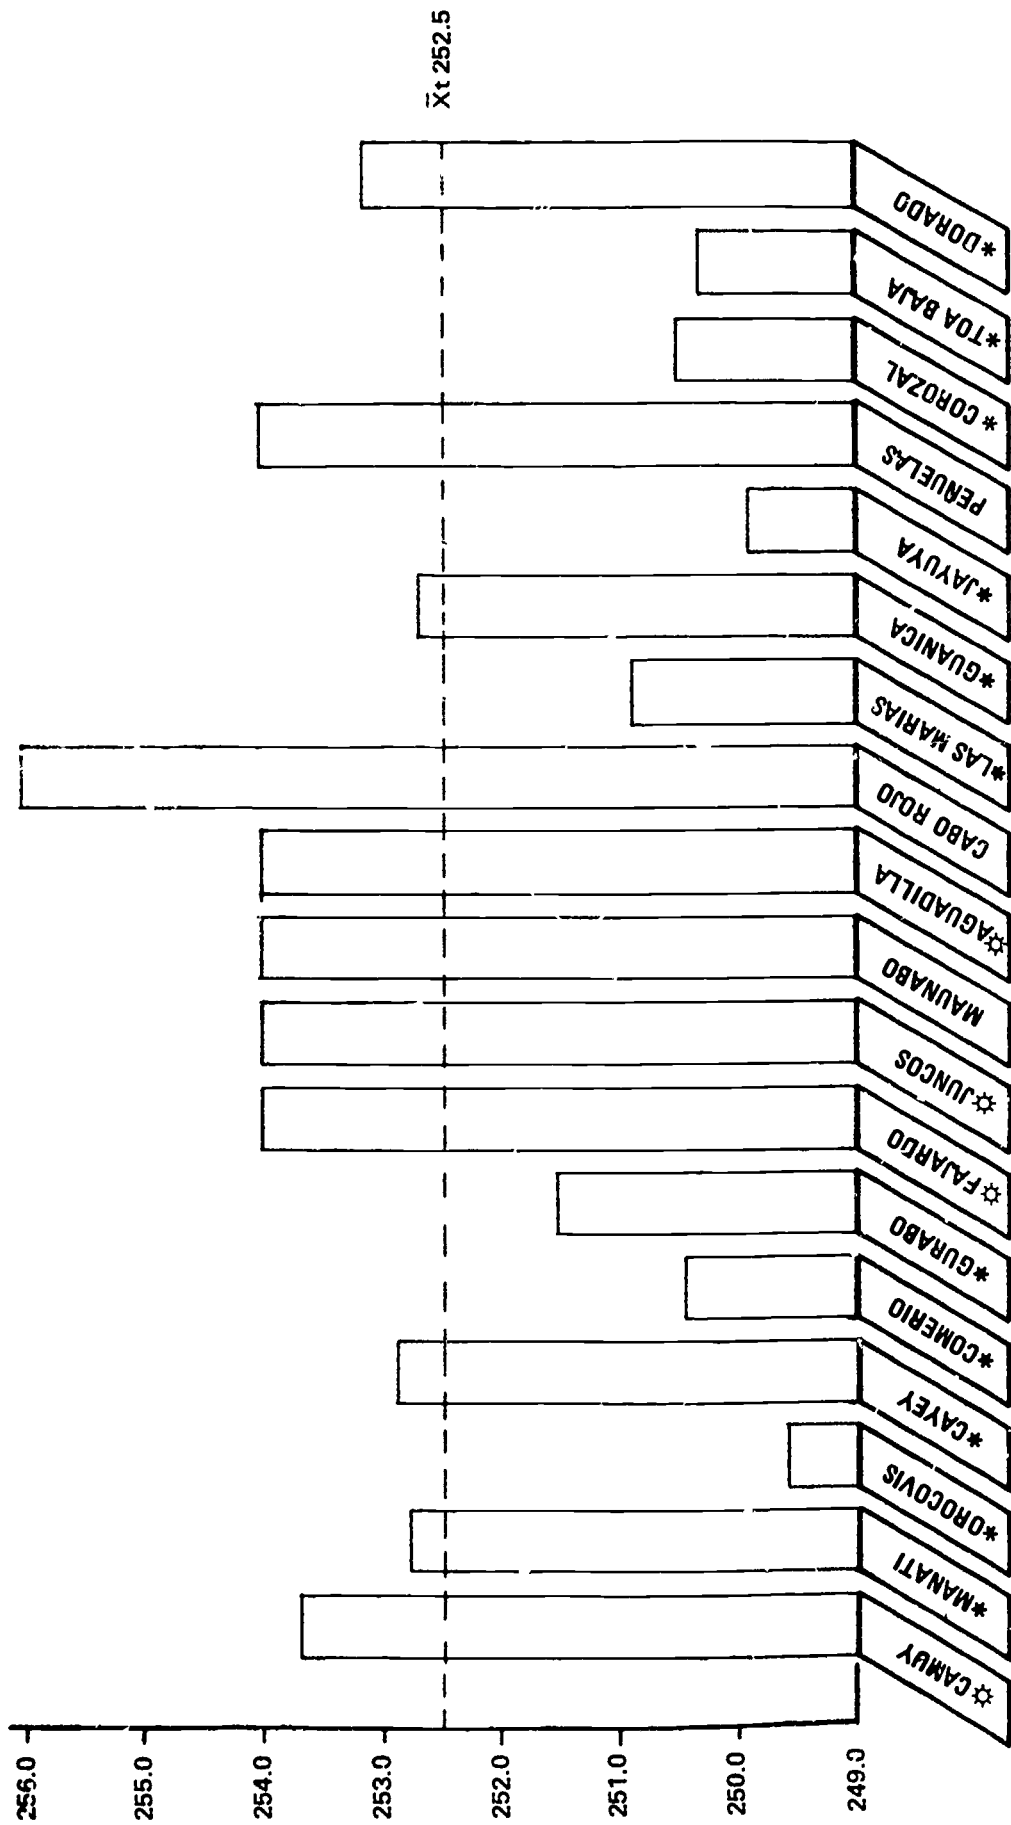 256.0
255.0
254.0
253.0
252.0
251.0
250.0
249.0
X̄t 252.5
☼CAMUY
*MANATI
*OROCOVIS
*CAYEY
*COMERIO
*GURABO
☼FAJARDO
☼JUNCOS
MAUNABO
☼AGUADILLA
CABO ROJO
*LAS MARIAS
*GUANICA
*JAYUYA
PEÑUELAS
*COROZAL
*TOA BAJA
*DORADO